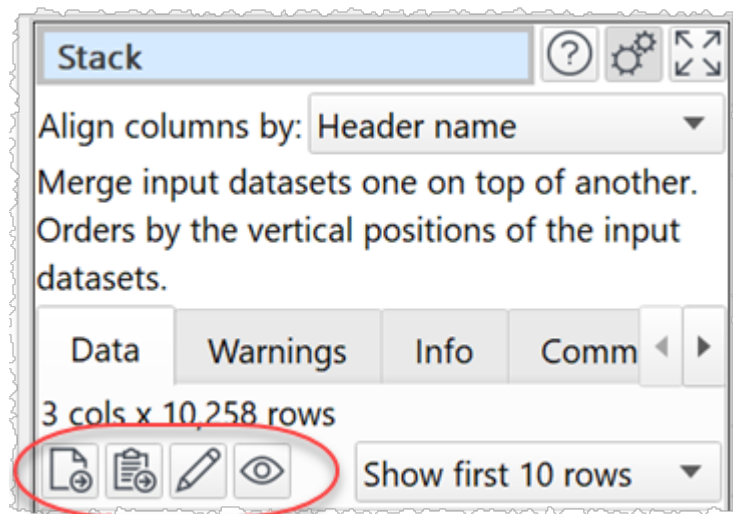 Stack
?
Align columns by: Header name
Merge input datasets one on top of another.
Orders by the vertical positions of the input
datasets.
Data Warnings Info Comm
3 cols x 10,258 rows
Show first 10 rows